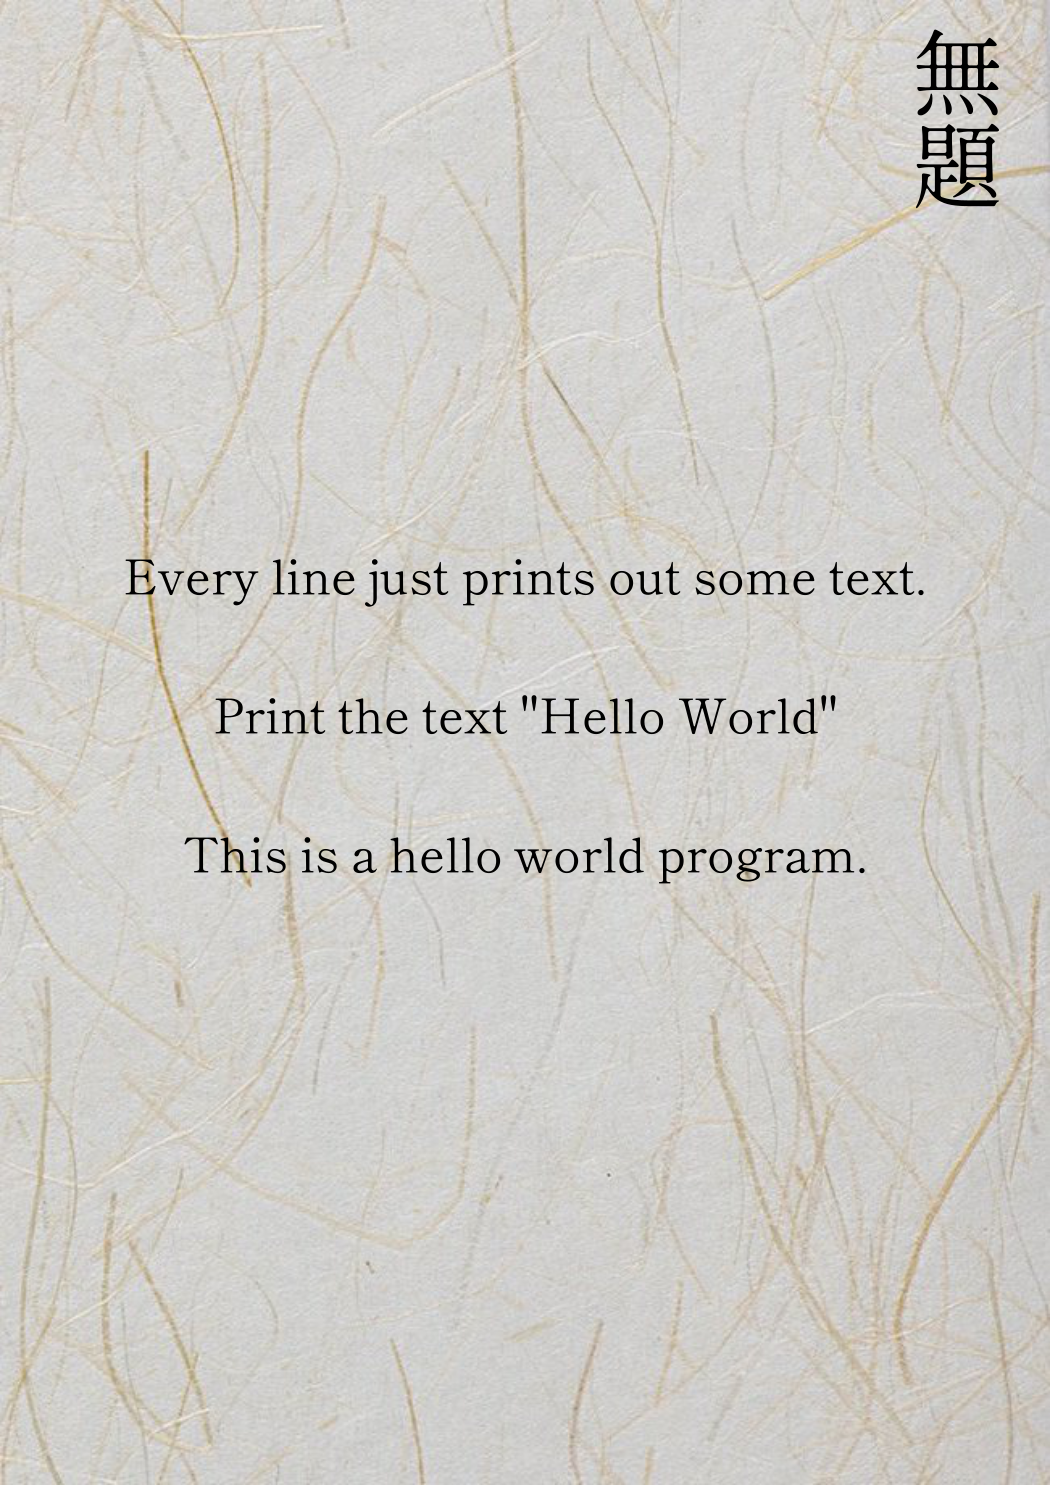 無題
Every line just prints out some text.
Print the text "Hello World"
This is a hello world program.